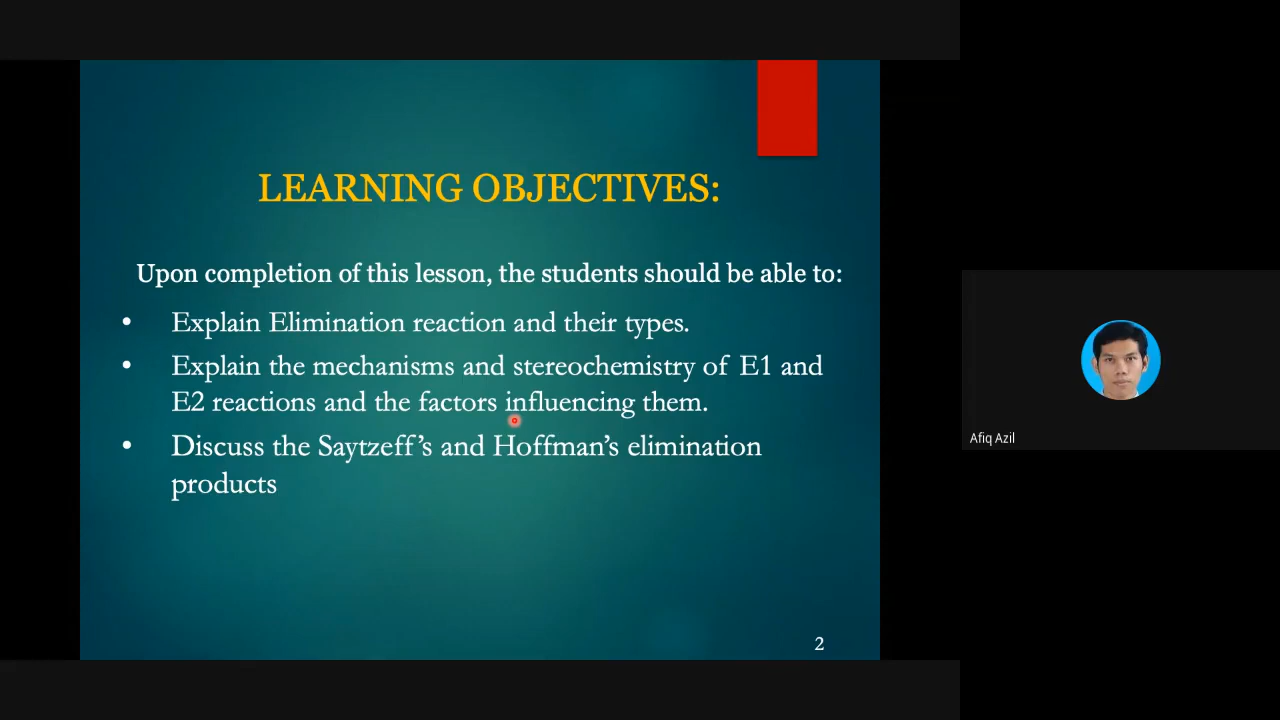 LEARNING OBJECTIVES:
Upon completion of this lesson, the students should be able to:
• Explain Elimination reaction and their types.
• Explain the mechanisms and stereochemistry of E1 and
E2 reactions and the factors influencing them.
• Discuss the Saytzeff’s and Hoffman’s elimination
products
2
Afiq Azil